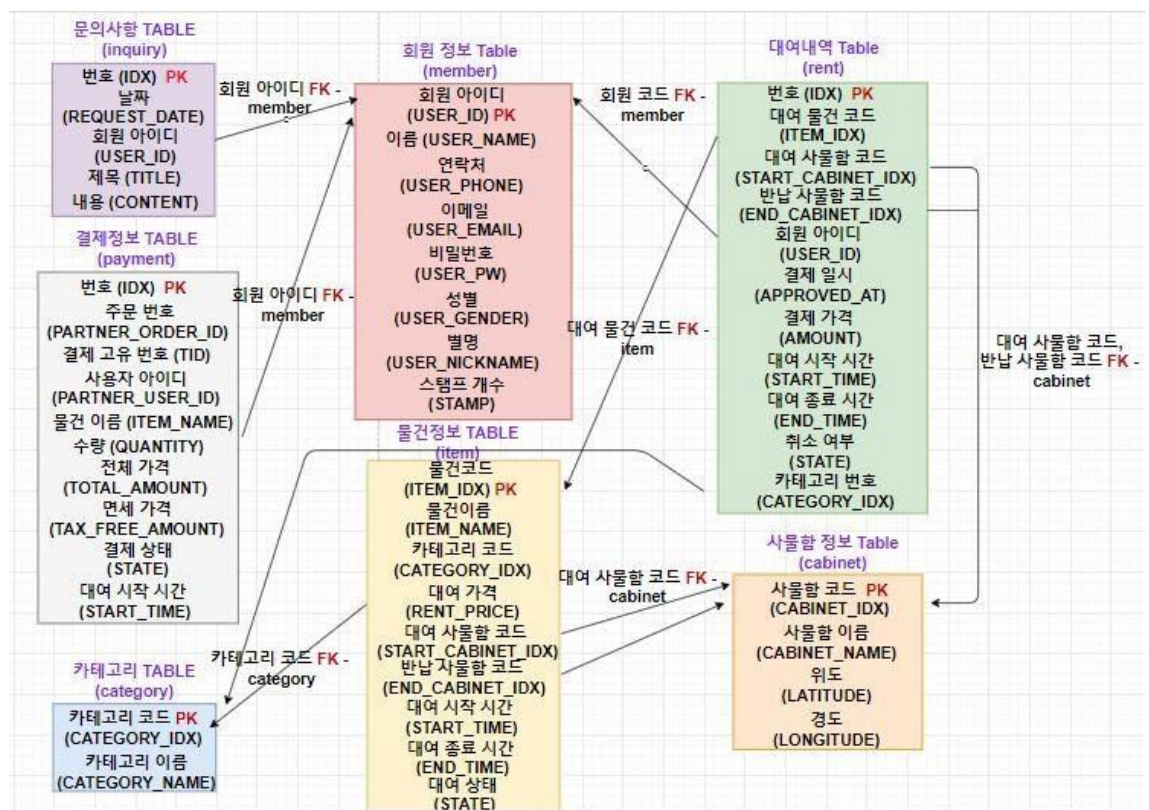 문의사항 TABLE
(inquiry)
번호 (IDX) PK
날짜
(REQUEST_DATE)
회원 아이디
(USER_ID)
제목 (TITLE)
내용 (CONTENT)
회원 아이디 FK -
member
결제정보 TABLE
(payment)
번호 (IDX) PK
주문 번호
(PARTNER_ORDER_ID)
결제 고유 번호 (TID)
사용자 아이디
(PARTNER_USER_ID)
물건 이름 (ITEM_NAME)
수량 (QUANTITY)
전체 가격
(TOTAL_AMOUNT)
면세 가격
(TAX_FREE_AMOUNT)
결제 상태
(STATE)
대여 시작 시간
(START_TIME)
회원 아이디 FK -
member
카테고리 TABLE
(category)
카테고리 코드 PK
(CATEGORY_IDX)
카테고리 이름
(CATEGORY_NAME)
카테고리 코드 FK -
category
회원 정보 Table
(member)
회원 아이디
(USER_ID) PK
이름 (USER_NAME)
연락처
(USER_PHONE)
이메일
(USER_EMAIL)
비밀번호
(USER_PW)
성별
(USER_GENDER)
별명
(USER_NICKNAME)
스탬프 개수
(STAMP)
물건정보 TABLE
(item)
물건코드
(ITEM_IDX) PK
물건이름
(ITEM_NAME)
카테고리 코드
(CATEGORY_IDX)
대여 가격
(RENT_PRICE)
대여 사물함 코드
(START_CABINET_IDX)
반납 사물함 코드
(END_CABINET_IDX)
대여 시작 시간
(START_TIME)
대여 종료 시간
(END_TIME)
대여 상태
(STATE)
회원 코드 FK -
member
대여 물건 코드 FK -
item
대여 사물함 코드 FK -
cabinet
대여내역 Table
(rent)
번호 (IDX) PK
대여 물건 코드
(ITEM_IDX)
대여 사물함 코드
(START_CABINET_IDX)
반납 사물함 코드
(END_CABINET_IDX)
회원 아이디
(USER_ID)
결제 일시
(APPROVED_AT)
결제 가격
(AMOUNT)
대여 시작 시간
(START_TIME)
대여 종료 시간
(END_TIME)
취소 여부
(STATE)
카테고리 번호
(CATEGORY_IDX)
대여 사물함 코드,
반납 사물함 코드 FK -
cabinet
사물함 정보 Table
(cabinet)
사물함 코드 PK
(CABINET_IDX)
사물함 이름
(CABINET_NAME)
위도
(LATITUDE)
경도
(LONGITUDE)